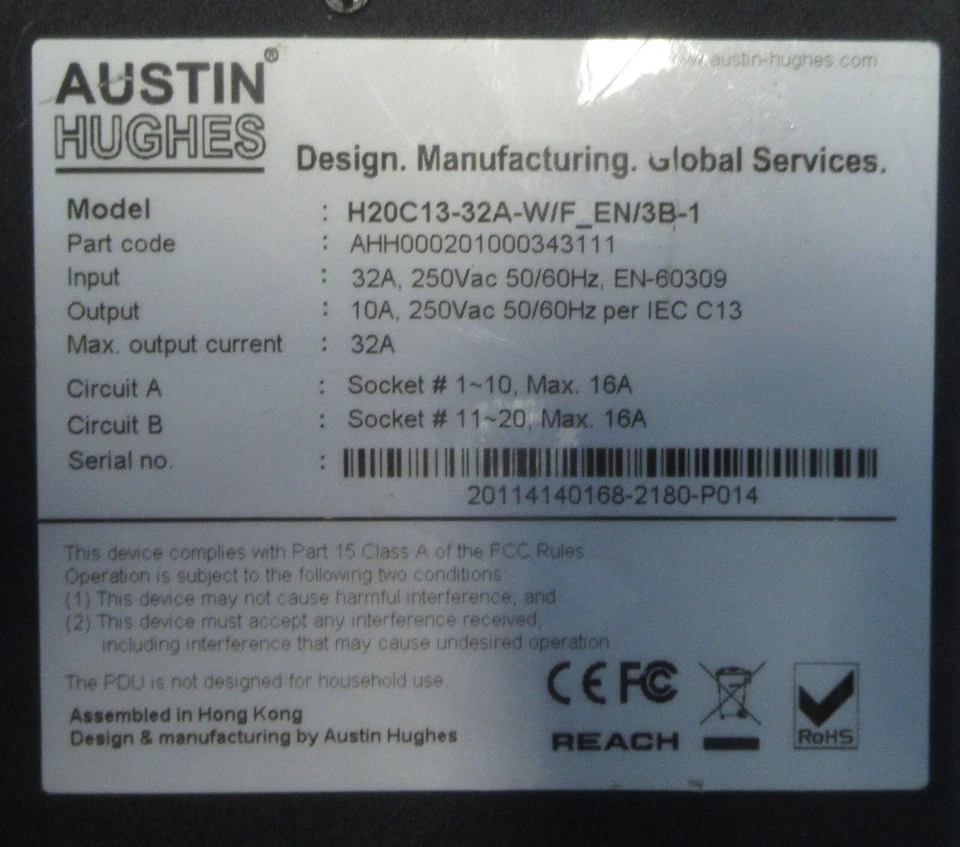 AUSTIN®
HUGHES
www.austin-hughes.com
Design. Manufacturing. Global Services.
Model : H20C13-32A-W/F_EN/3B-1
Part code : AHH000201000343111
Input : 32A, 250Vac 50/60Hz, EN-60309
Output : 10A, 250Vac 50/60Hz per IEC C13
Max. output current : 32A
Circuit A : Socket # 1~10, Max. 16A
Circuit B : Socket # 11~20, Max. 16A
Serial no. :
20114140168-2180-P014
This device complies with Part 15 Class A of the FCC Rules
Operation is subject to the following two conditions:
(1) This device may not cause harmful interference, and
(2) This device must accept any interference received,
including interference that may cause undesired operation
The PDU is not designed for household use.
Assembled in Hong Kong
Design & manufacturing by Austin Hughes
CE FC
REACH
RoHS